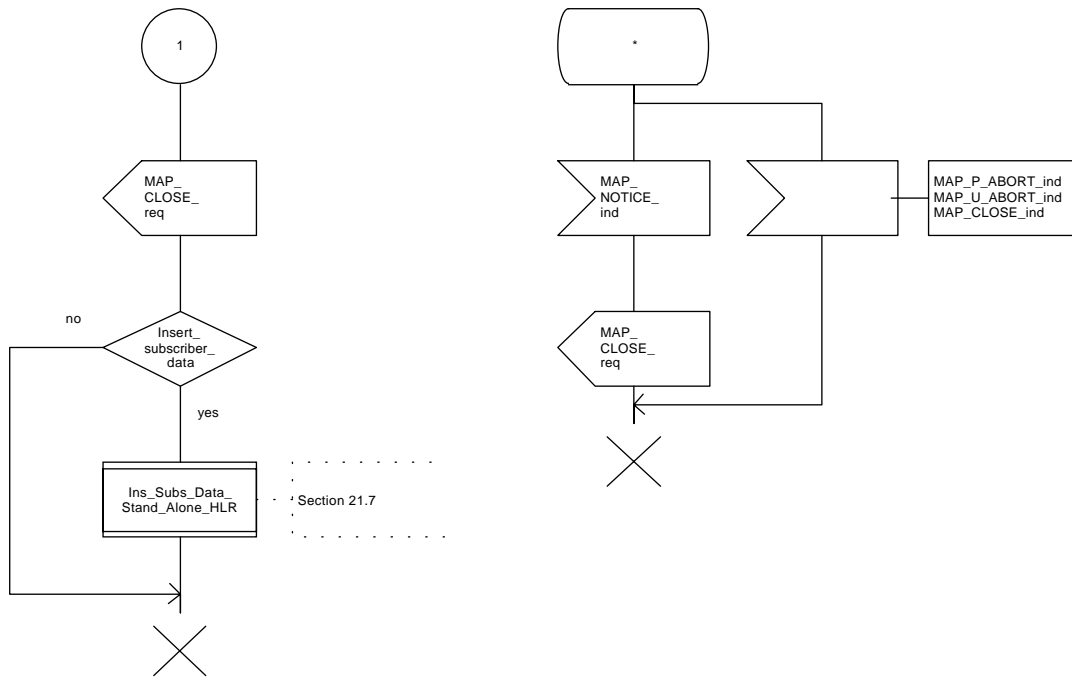 1
MAP_
CLOSE_
req
no
Insert_
subscriber_
data
yes
Ins_Subs_Data_
Stand_Alone_HLR
Section 21.7
*
MAP_
NOTICE_
ind
MAP_P_ABORT_ind
MAP_U_ABORT_ind
MAP_CLOSE_ind
MAP_
CLOSE_
req